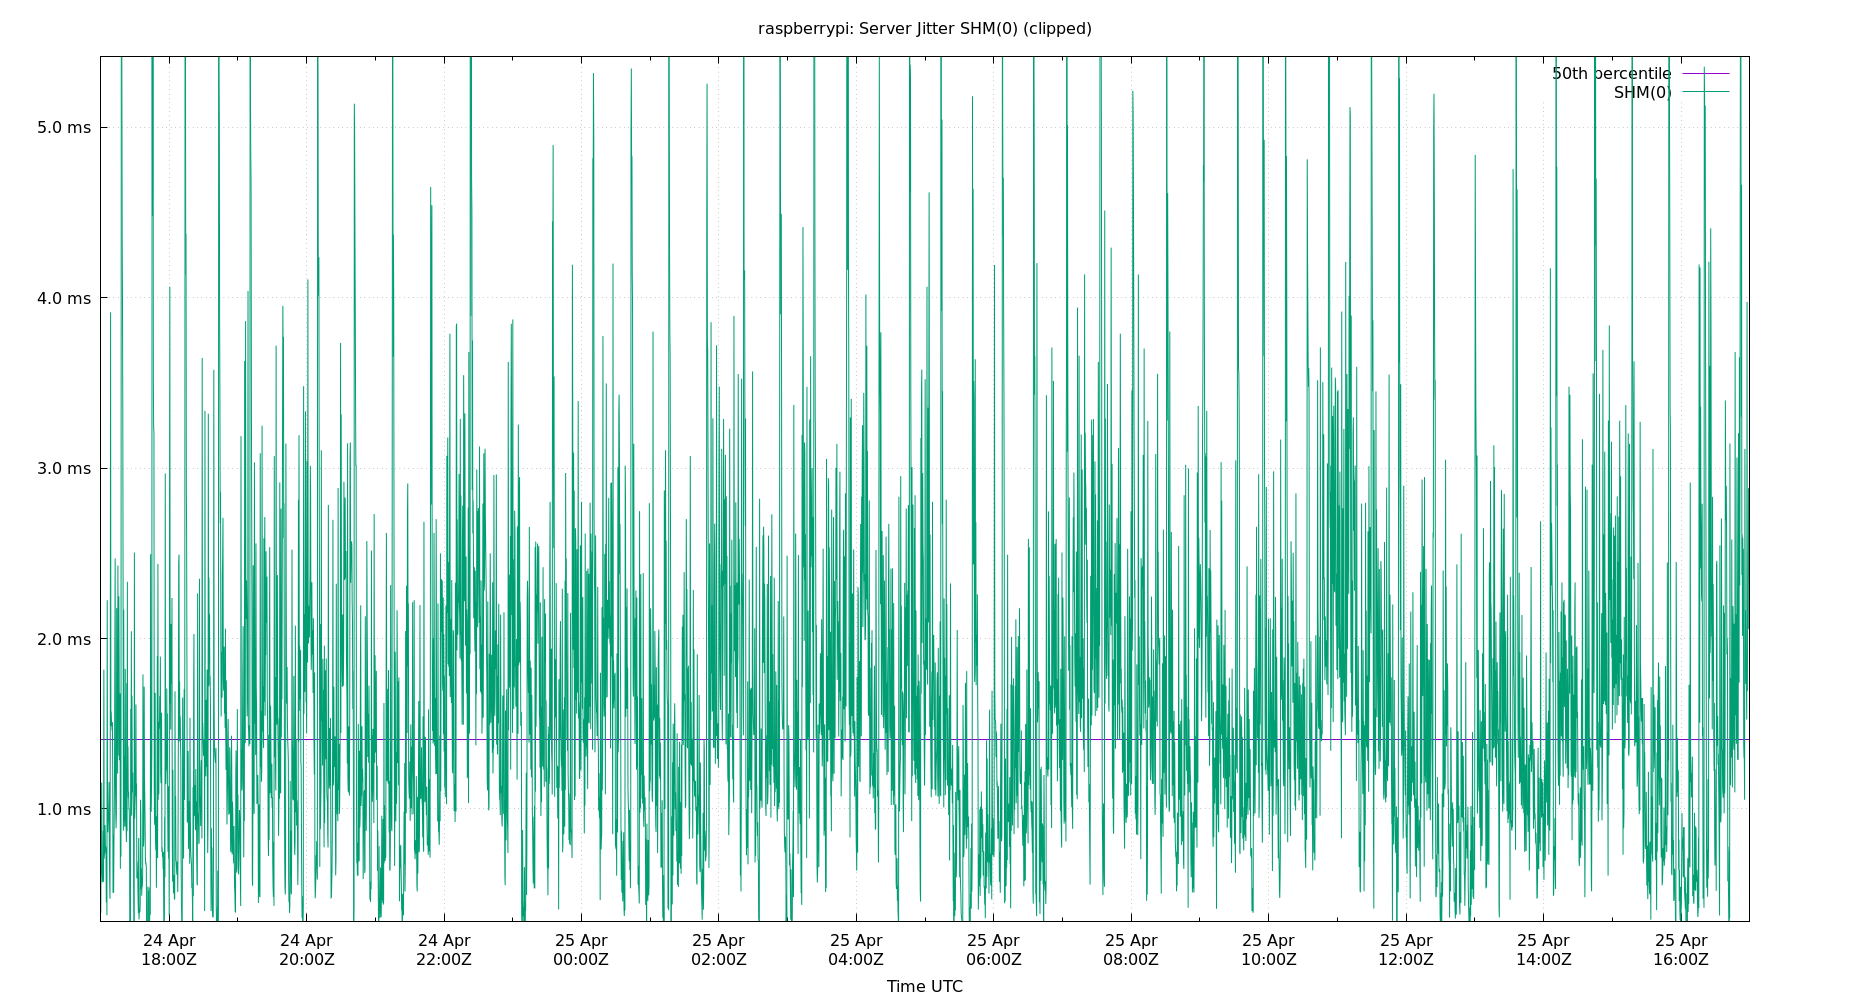 raspberrypi: Server Jitter SHM(0) (clipped)
50th percentile
SHM(0)
5.0 ms
4.0 ms
3.0 ms
2.0 ms
1.0 ms
24 Apr 24 Apr 24 Apr 25 Apr 25 Apr 25 Apr 25 Apr 25 Apr 25 Apr 25 Apr 25 Apr 25 Apr
18:00Z 20:00Z 22:00Z 00:00Z 02:00Z 04:00Z 06:00Z 08:00Z 10:00Z 12:00Z 14:00Z 16:00Z
Time UTC